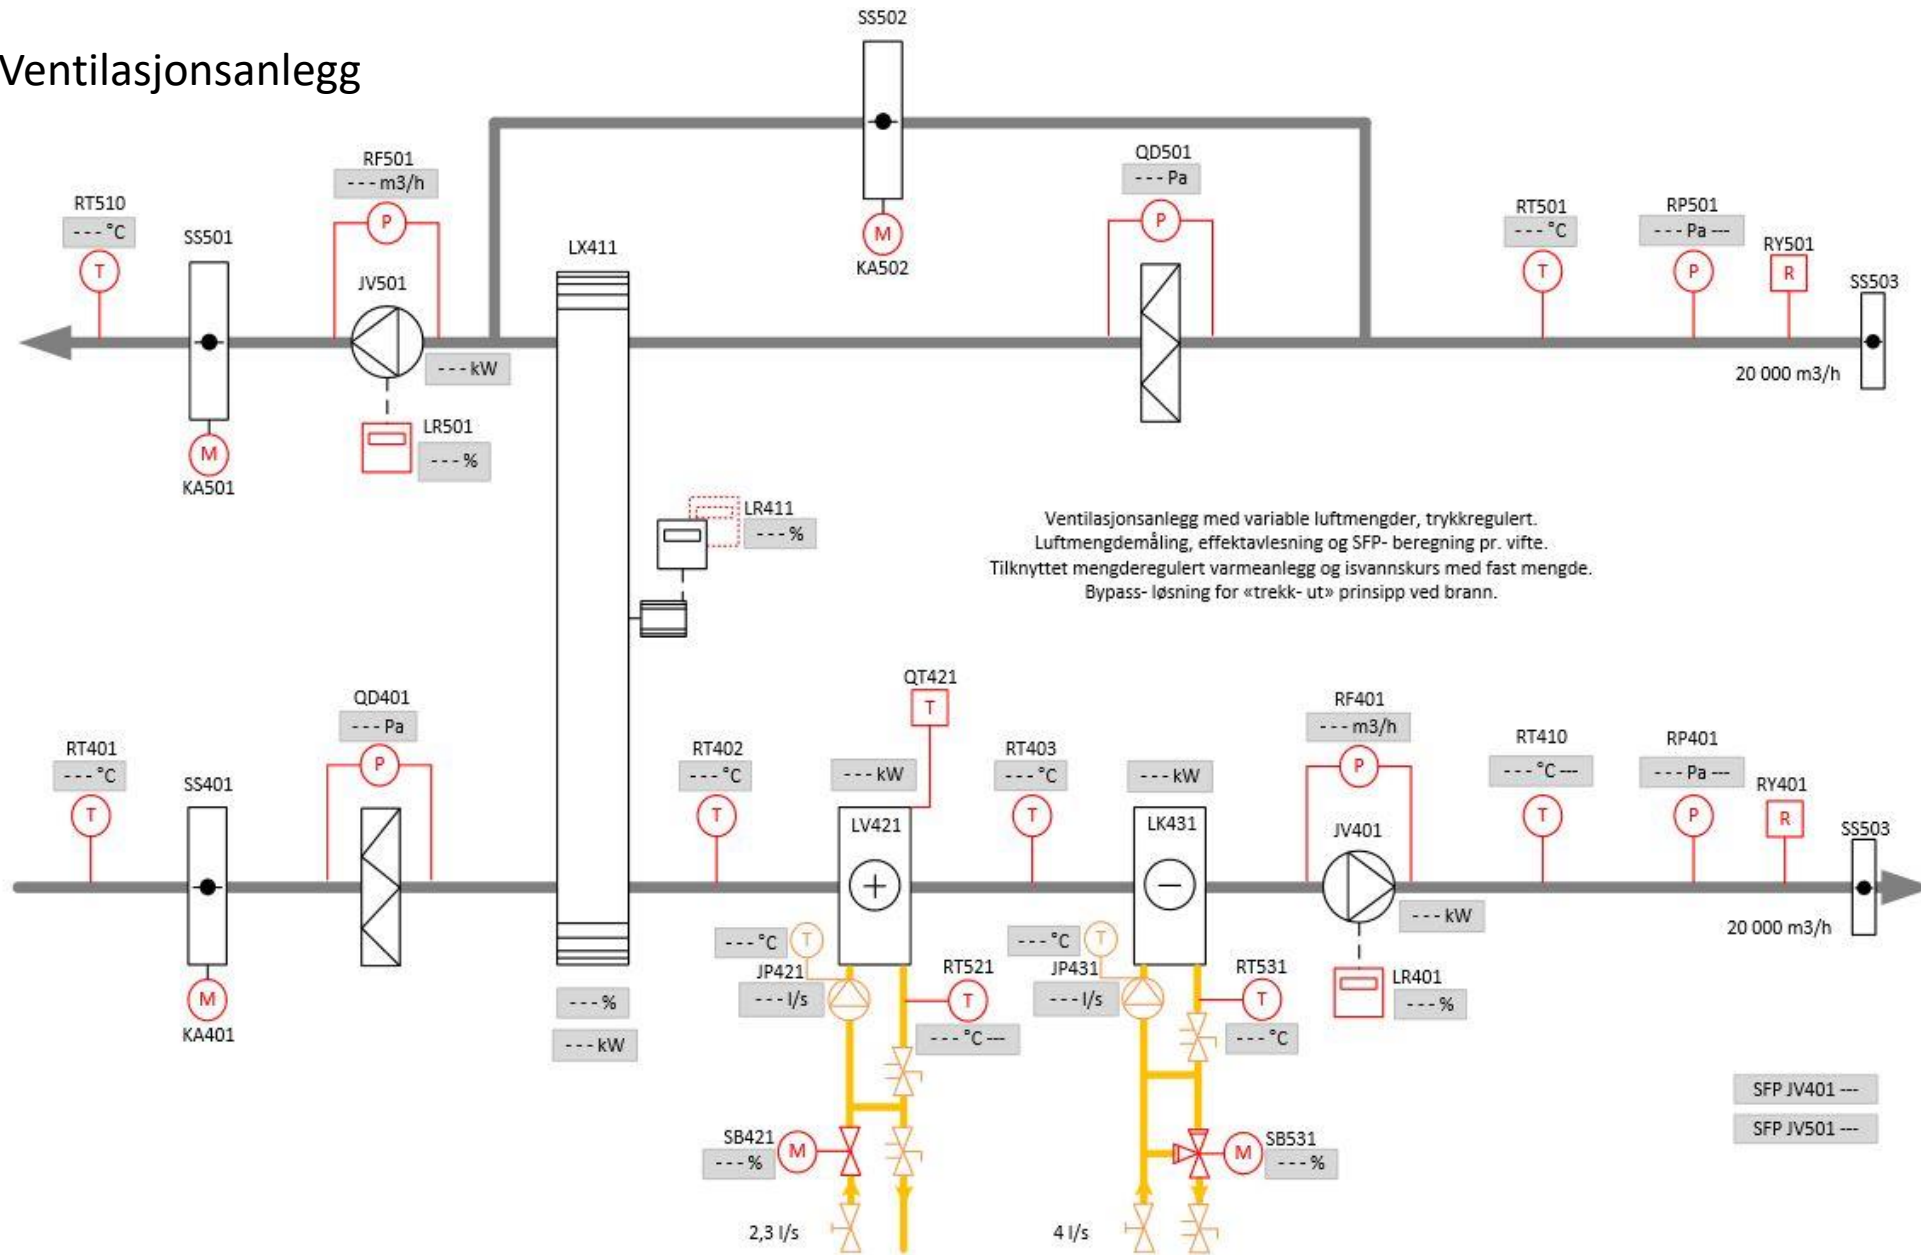 Ventilasjonsanlegg
SS502
M
KA502
RF501
- - - m3/h
P
QD501
- - - Pa
P
RT510
- - - °C
T
SS501
M
KA501
JV501
- - - kW
LR501
- - - %
LX411
RT501
- - - °C
T
RP501
- - - Pa ---
P
RY501
R
SS503
20 000 m3/h
LR411
- - - %
Ventilasjonsanlegg med variable luftmengder, trykkregulert.
Luftmengdemåling, effektavlesning og SFP- beregning pr. vifte.
Tilknyttet mengderegulert varmeanlegg og isvannskurs med fast mengde.
Bypass- løsning for «trekk- ut» prinsipp ved brann.
RT401
- - - °C
T
SS401
M
KA401
QD401
- - - Pa
P
- - - %
- - - kW
RT402
- - - °C
T
QT421
T
- - - kW
LV421
+
RT403
- - - °C
T
- - - kW
LK431
−
RF401
- - - m3/h
P
JV401
- - - kW
LR401
- - - %
RT410
- - - °C ---
T
RP401
- - - Pa ---
P
RY401
R
SS503
20 000 m3/h
- - - °C
T
JP421
- - - l/s
RT521
T
- - - °C ---
SB421
- - - %
M
2,3 l/s
- - - °C
T
JP431
- - - l/s
RT531
T
- - - °C
M
SB531
- - - %
4 l/s
SFP JV401 ---
SFP JV501 ---